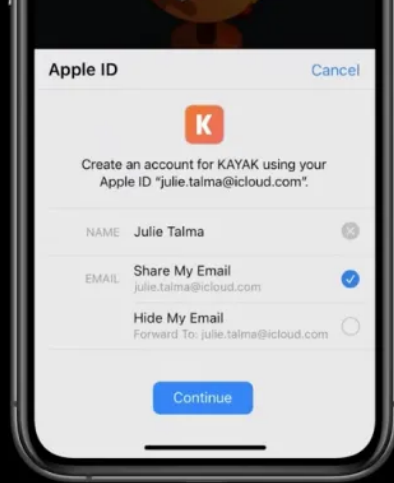 Apple ID
Cancel
K
Create an account for KAYAK using your
Apple ID “julie.talma@icloud.com”.
NAME Julie Talma
EMAIL Share My Email
julie.talma@icloud.com
Hide My Email
Forward To: julie.talma@icloud.com
Continue